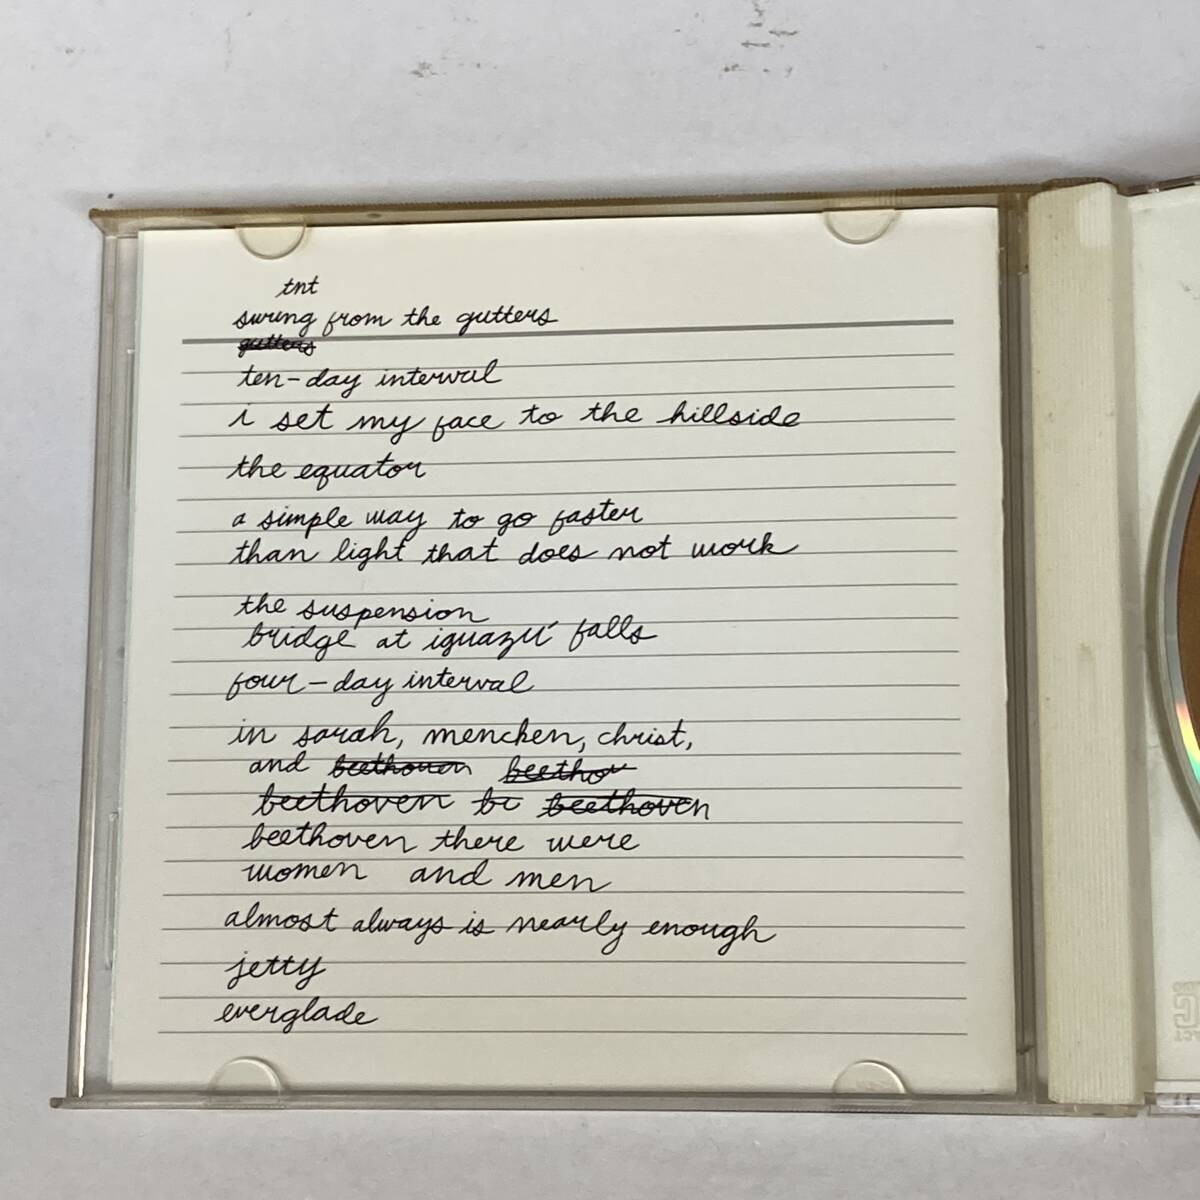 tnt
swung from the gutters
gutters
ten-day interval
i set my face to the hillside
the equator
a simple way to go faster
than light that does not work
the suspension
bridge at iguazú falls
four-day interval
in sarah, mencken, christ,
and beethoven beethov
beethoven be beethoven
beethoven there were
women and men
almost always is nearly enough
jetty
everglade